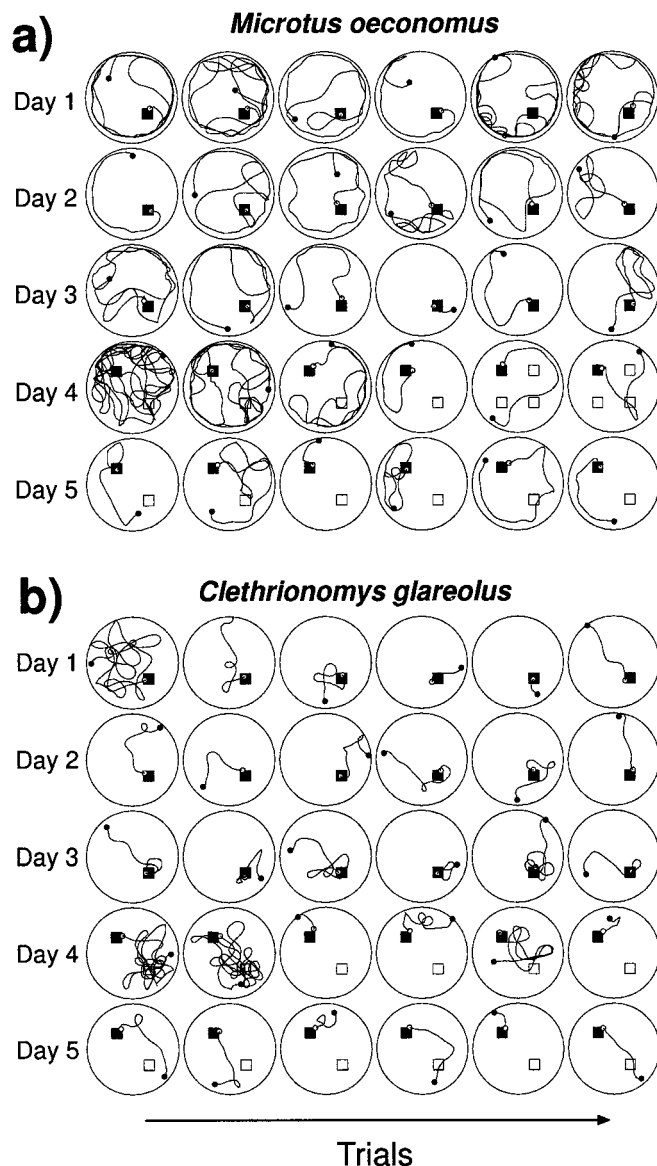 a)
Microtus oeconomus
Day 1
Day 2
Day 3
Day 4
Day 5
b)
Clethrionomys glareolus
Day 1
Day 2
Day 3
Day 4
Day 5
Trials